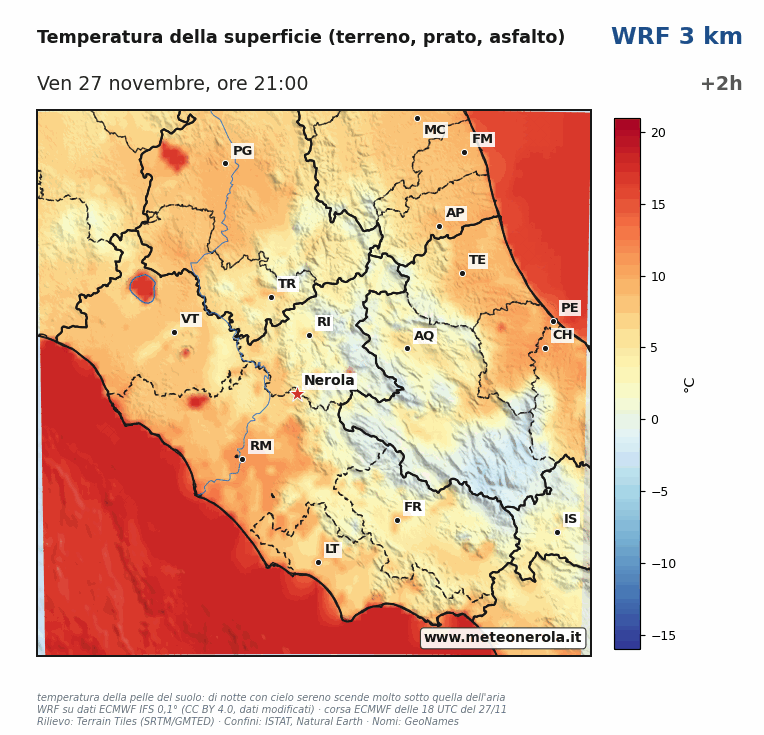 Temperatura della superficie (terreno, prato, asfalto)
WRF 3 km
Ven 27 novembre, ore 21:00
+2h
MC
FM
PG
AP
TE
TR
PE
VT
RI
CH
AQ
Nerola
RM
FR
IS
LT
www.meteonerola.it
20
15
10
5
0
−5
−10
−15
°C
temperatura della pelle del suolo: di notte con cielo sereno scende molto sotto quella dell'aria
WRF su dati ECMWF IFS 0,1° (CC BY 4.0, dati modificati) · corsa ECMWF delle 18 UTC del 27/11
Rilievo: Terrain Tiles (SRTM/GMTED) · Confini: ISTAT, Natural Earth · Nomi: GeoNames